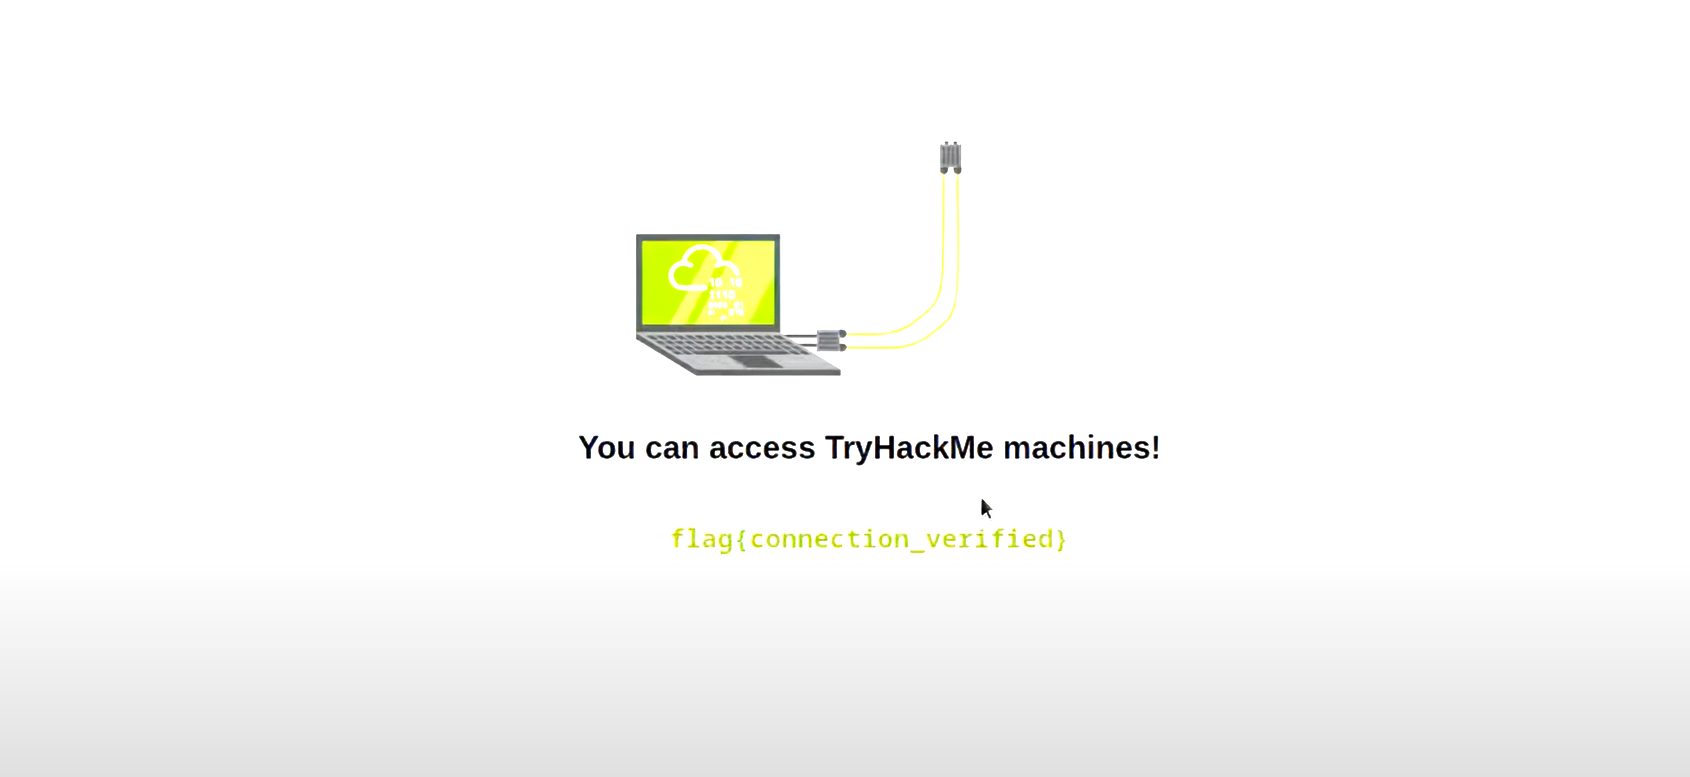 You can access TryHackMe machines!
flag{connection_verified}